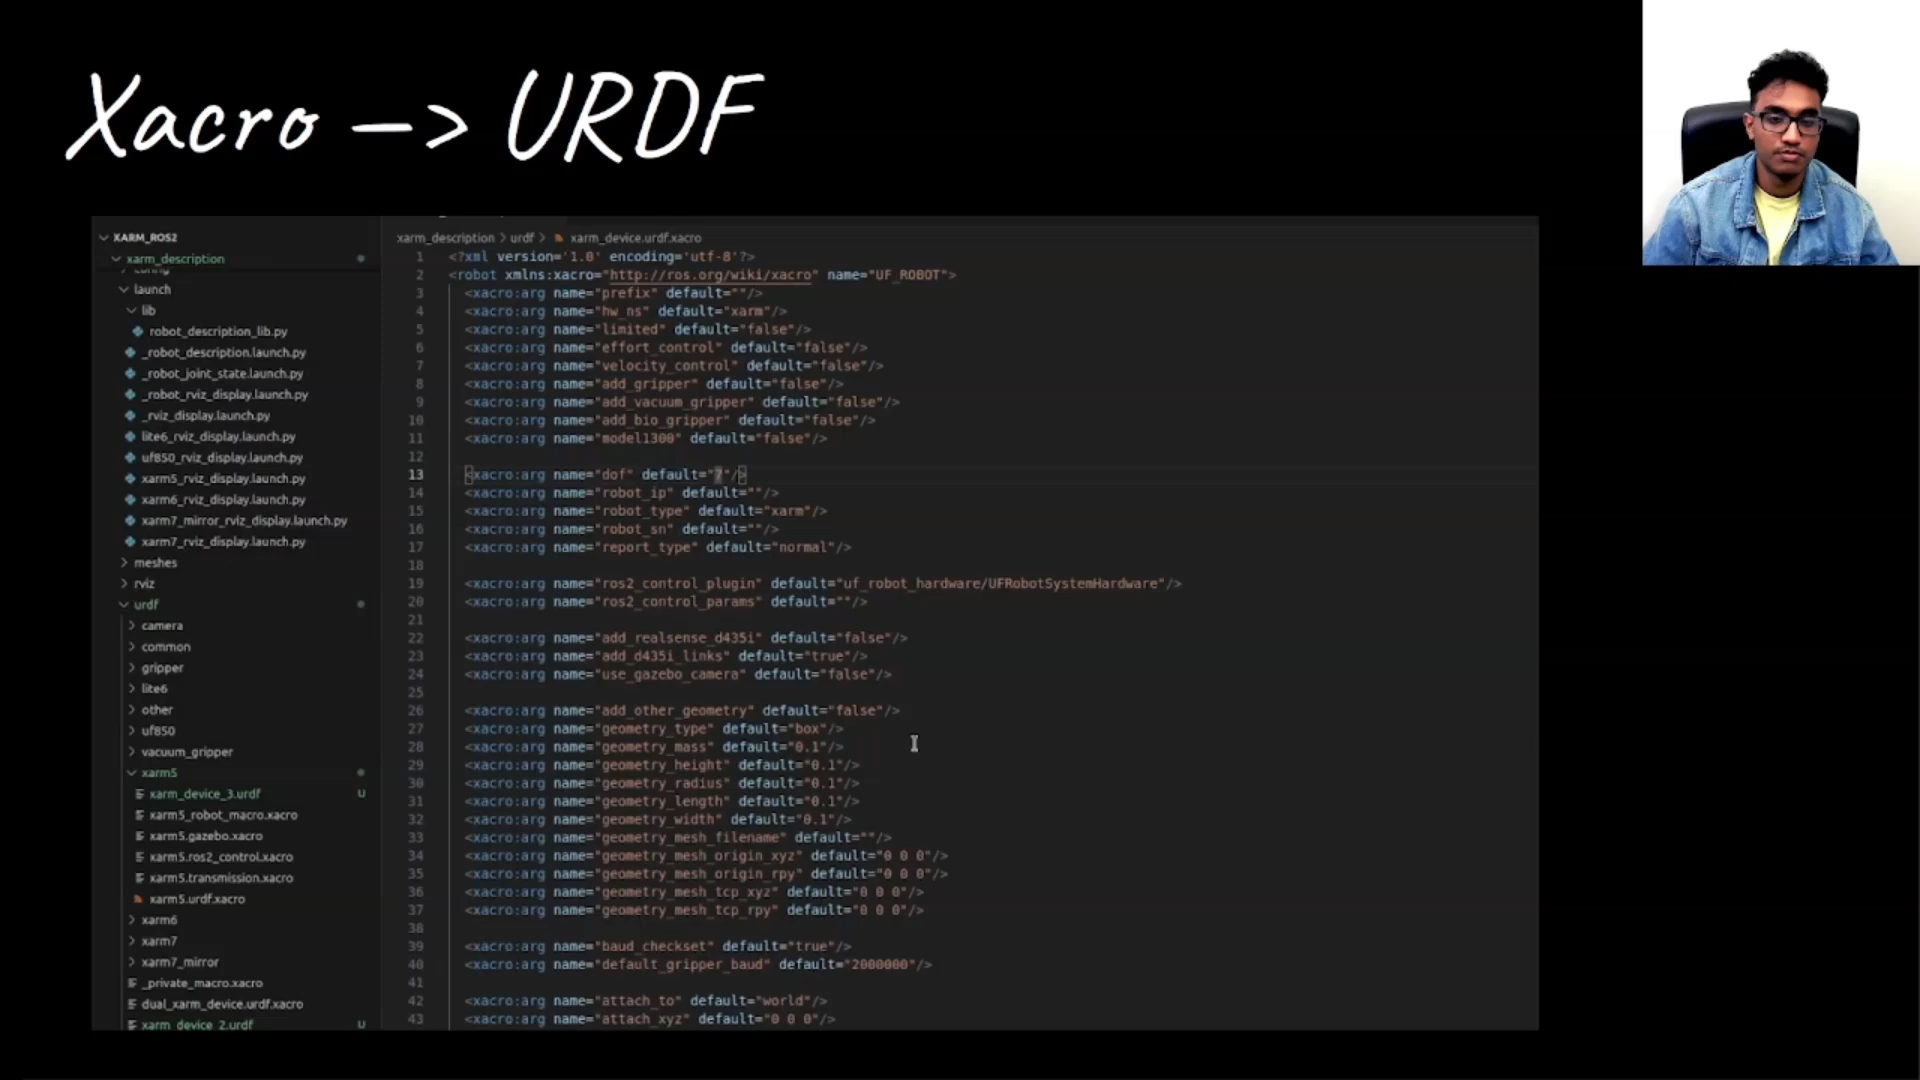 Xacro –> URDF
XARM_ROS2
xarm_description
config
launch
lib
robot_description_lib.py
_robot_description.launch.py
_robot_joint_state.launch.py
_robot_rviz_display.launch.py
_rviz_display.launch.py
lite6_rviz_display.launch.py
uf850_rviz_display.launch.py
xarm5_rviz_display.launch.py
xarm6_rviz_display.launch.py
xarm7_mirror_rviz_display.launch.py
xarm7_rviz_display.launch.py
meshes
rviz
urdf
camera
common
gripper
lite6
other
uf850
vacuum_gripper
xarm5
xarm_device_3.urdf U
xarm5_robot_macro.xacro
xarm5.gazebo.xacro
xarm5.ros2_control.xacro
xarm5.transmission.xacro
xarm5.urdf.xacro
xarm6
xarm7
xarm7_mirror
_private_macro.xacro
dual_xarm_device.urdf.xacro
xarm_device_2.urdf U
xarm_description > urdf > xarm_device.urdf.xacro
1 <?xml version='1.0' encoding='utf-8'?>
2 <robot xmlns:xacro="http://ros.org/wiki/xacro" name="UF_ROBOT">
3 <xacro:arg name="prefix" default=""/>
4 <xacro:arg name="hw_ns" default="xarm"/>
5 <xacro:arg name="limited" default="false"/>
6 <xacro:arg name="effort_control" default="false"/>
7 <xacro:arg name="velocity_control" default="false"/>
8 <xacro:arg name="add_gripper" default="false"/>
9 <xacro:arg name="add_vacuum_gripper" default="false"/>
10 <xacro:arg name="add_bio_gripper" default="false"/>
11 <xacro:arg name="model1300" default="false"/>
12
13 <xacro:arg name="dof" default="7"/>
14 <xacro:arg name="robot_ip" default=""/>
15 <xacro:arg name="robot_type" default="xarm"/>
16 <xacro:arg name="robot_sn" default=""/>
17 <xacro:arg name="report_type" default="normal"/>
18
19 <xacro:arg name="ros2_control_plugin" default="uf_robot_hardware/UFRobotSystemHardware"/>
20 <xacro:arg name="ros2_control_params" default=""/>
21
22 <xacro:arg name="add_realsense_d435i" default="false"/>
23 <xacro:arg name="add_d435i_links" default="true"/>
24 <xacro:arg name="use_gazebo_camera" default="false"/>
25
26 <xacro:arg name="add_other_geometry" default="false"/>
27 <xacro:arg name="geometry_type" default="box"/>
28 <xacro:arg name="geometry_mass" default="0.1"/>
29 <xacro:arg name="geometry_height" default="0.1"/>
30 <xacro:arg name="geometry_radius" default="0.1"/>
31 <xacro:arg name="geometry_length" default="0.1"/>
32 <xacro:arg name="geometry_width" default="0.1"/>
33 <xacro:arg name="geometry_mesh_filename" default=""/>
34 <xacro:arg name="geometry_mesh_origin_xyz" default="0 0 0"/>
35 <xacro:arg name="geometry_mesh_origin_rpy" default="0 0 0"/>
36 <xacro:arg name="geometry_mesh_tcp_xyz" default="0 0 0"/>
37 <xacro:arg name="geometry_mesh_tcp_rpy" default="0 0 0"/>
38
39 <xacro:arg name="baud_checkset" default="true"/>
40 <xacro:arg name="default_gripper_baud" default="2000000"/>
41
42 <xacro:arg name="attach_to" default="world"/>
43 <xacro:arg name="attach_xyz" default="0 0 0"/>